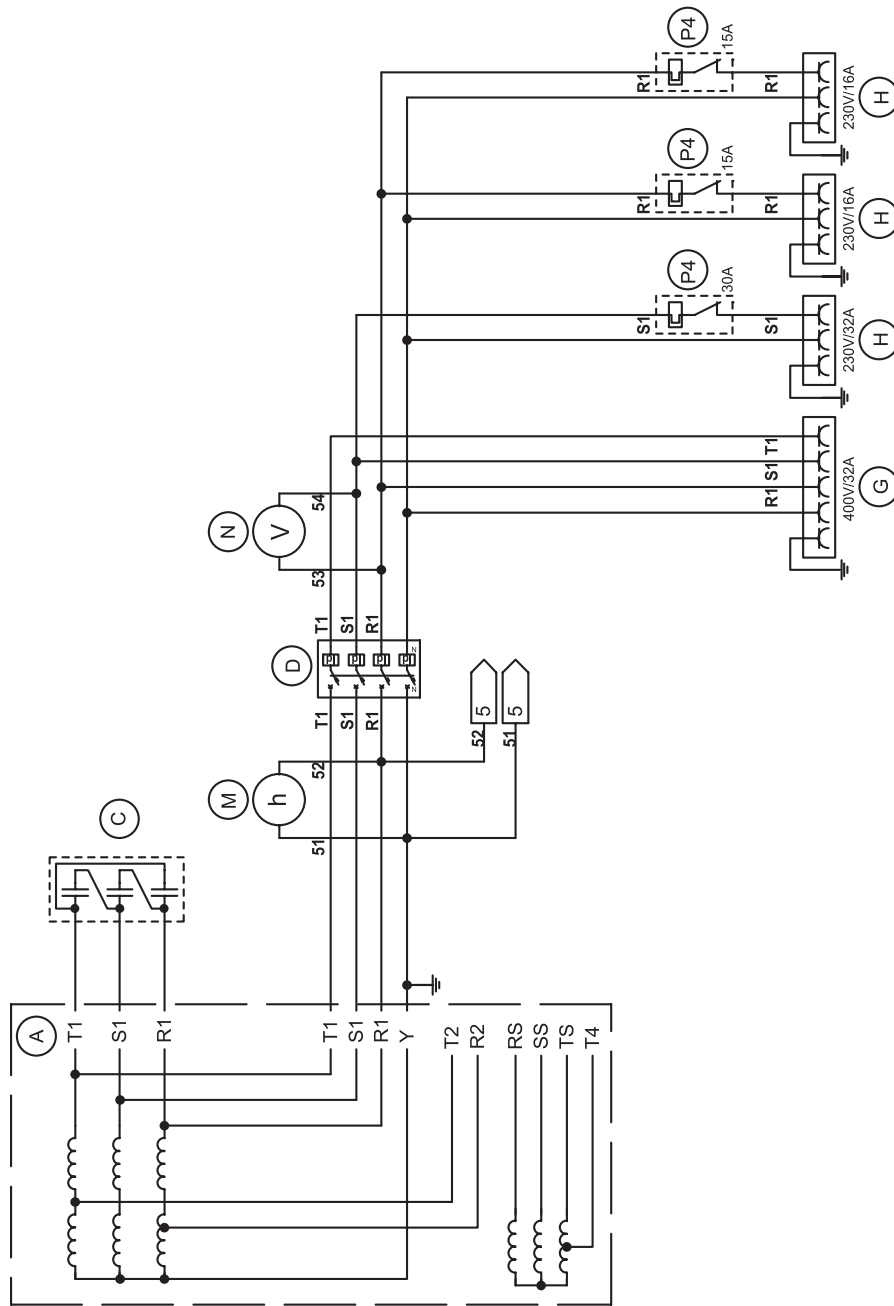 A
T1
S1
C
R1
M
N
h
V
D
T1
51
52
T1
T1
53
54
S1
S1
S1
R1
R1
R1
Y
N
N
T2
R2
52
5
51
5
RS
SS
TS
T4
S1
R1
R1
P4
P4
P4
30A
15A
15A
R1
S1
T1
S1
R1
R1
400V/32A
230V/32A
230V/16A
230V/16A
G
H
H
H